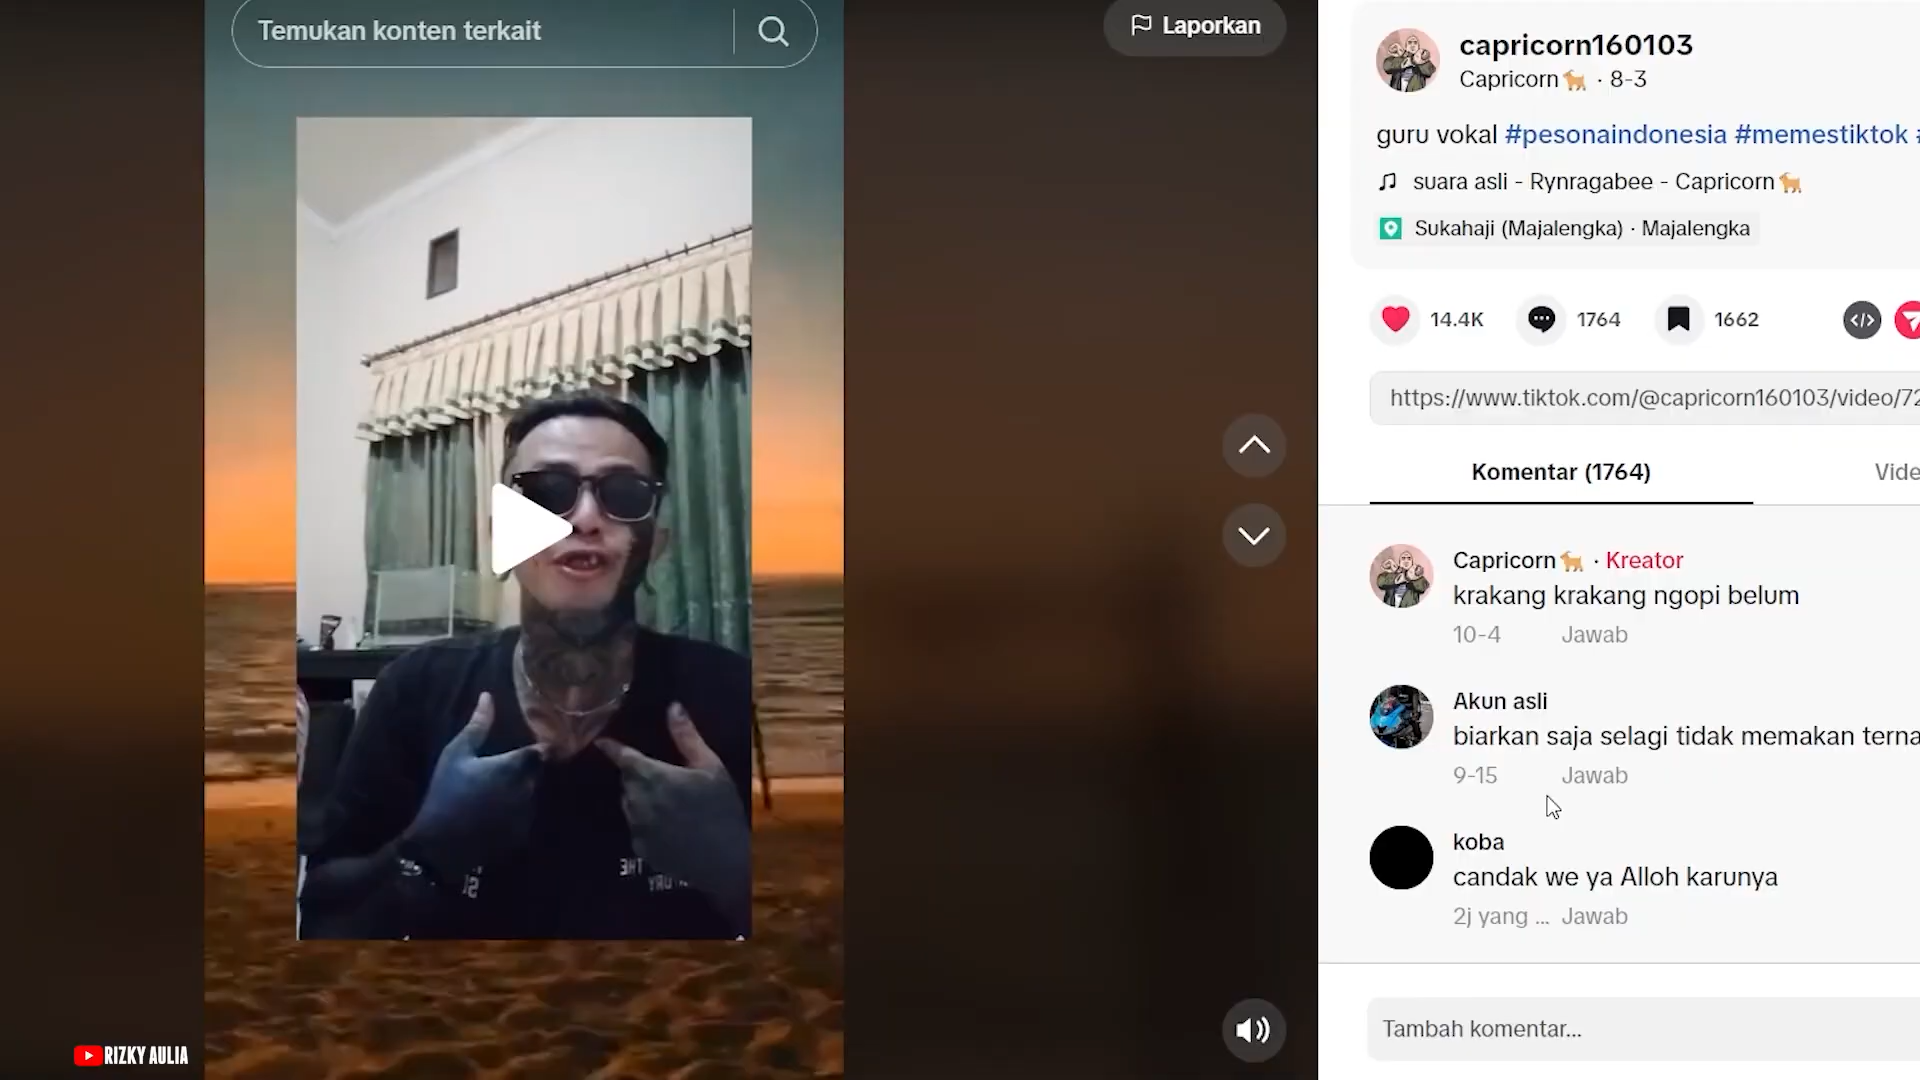 Temukan konten terkait
Laporkan
capricorn160103
Capricorn🐐 · 8-3
guru vokal #pesonaindonesia #memestiktok #
suara asli - Rynragabee - Capricorn🐐
Sukahaji (Majalengka) · Majalengka
14.4K
1764
1662
https://www.tiktok.com/@capricorn160103/video/72
Komentar (1764)
Vide
Capricorn🐐 · Kreator
krakang krakang ngopi belum
10-4 Jawab
Akun asli
biarkan saja selagi tidak memakan terna
9-15 Jawab
koba
candak we ya Alloh karunya
2j yang ... Jawab
Tambah komentar...
THE
RIZKY AULIA